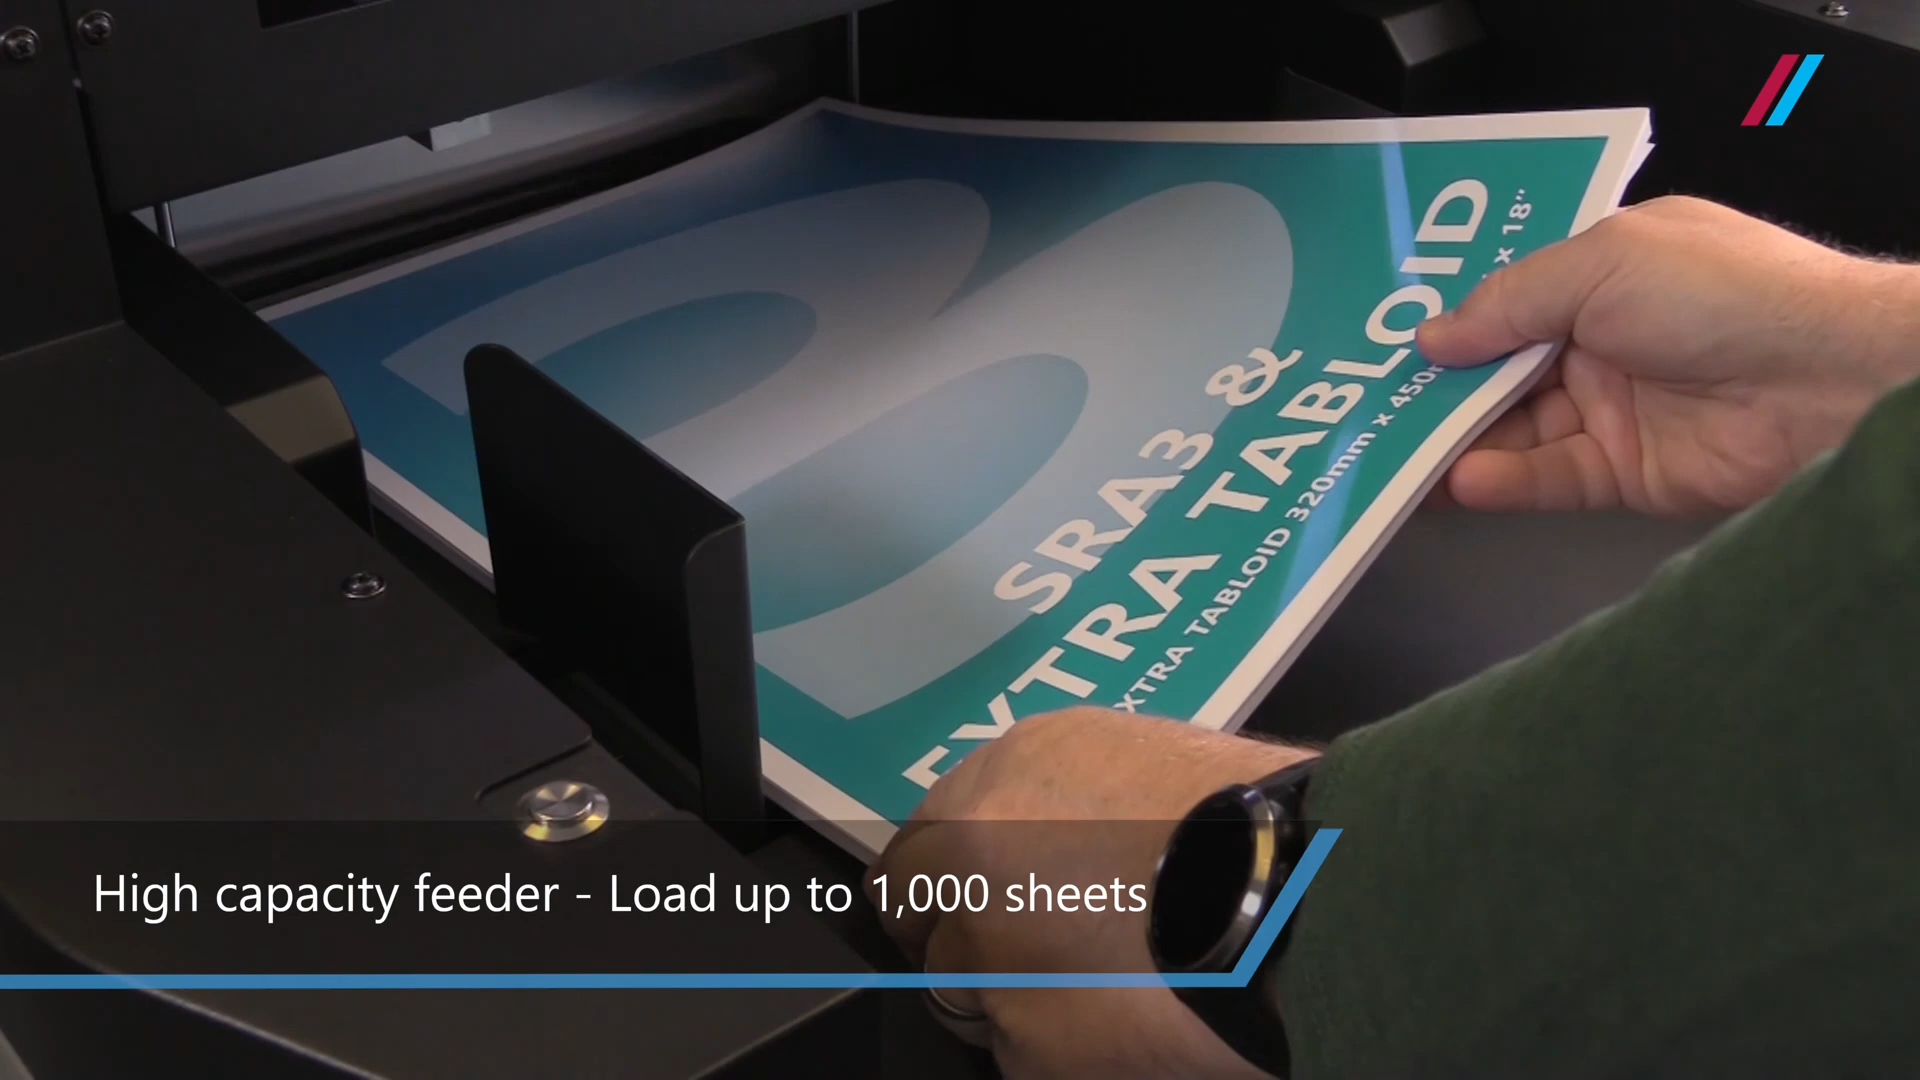 B
SRA3 &
EXTRA TABLOID
EXTRA TABLOID 320mm x 450 x 18"
High capacity feeder - Load up to 1,000 sheets